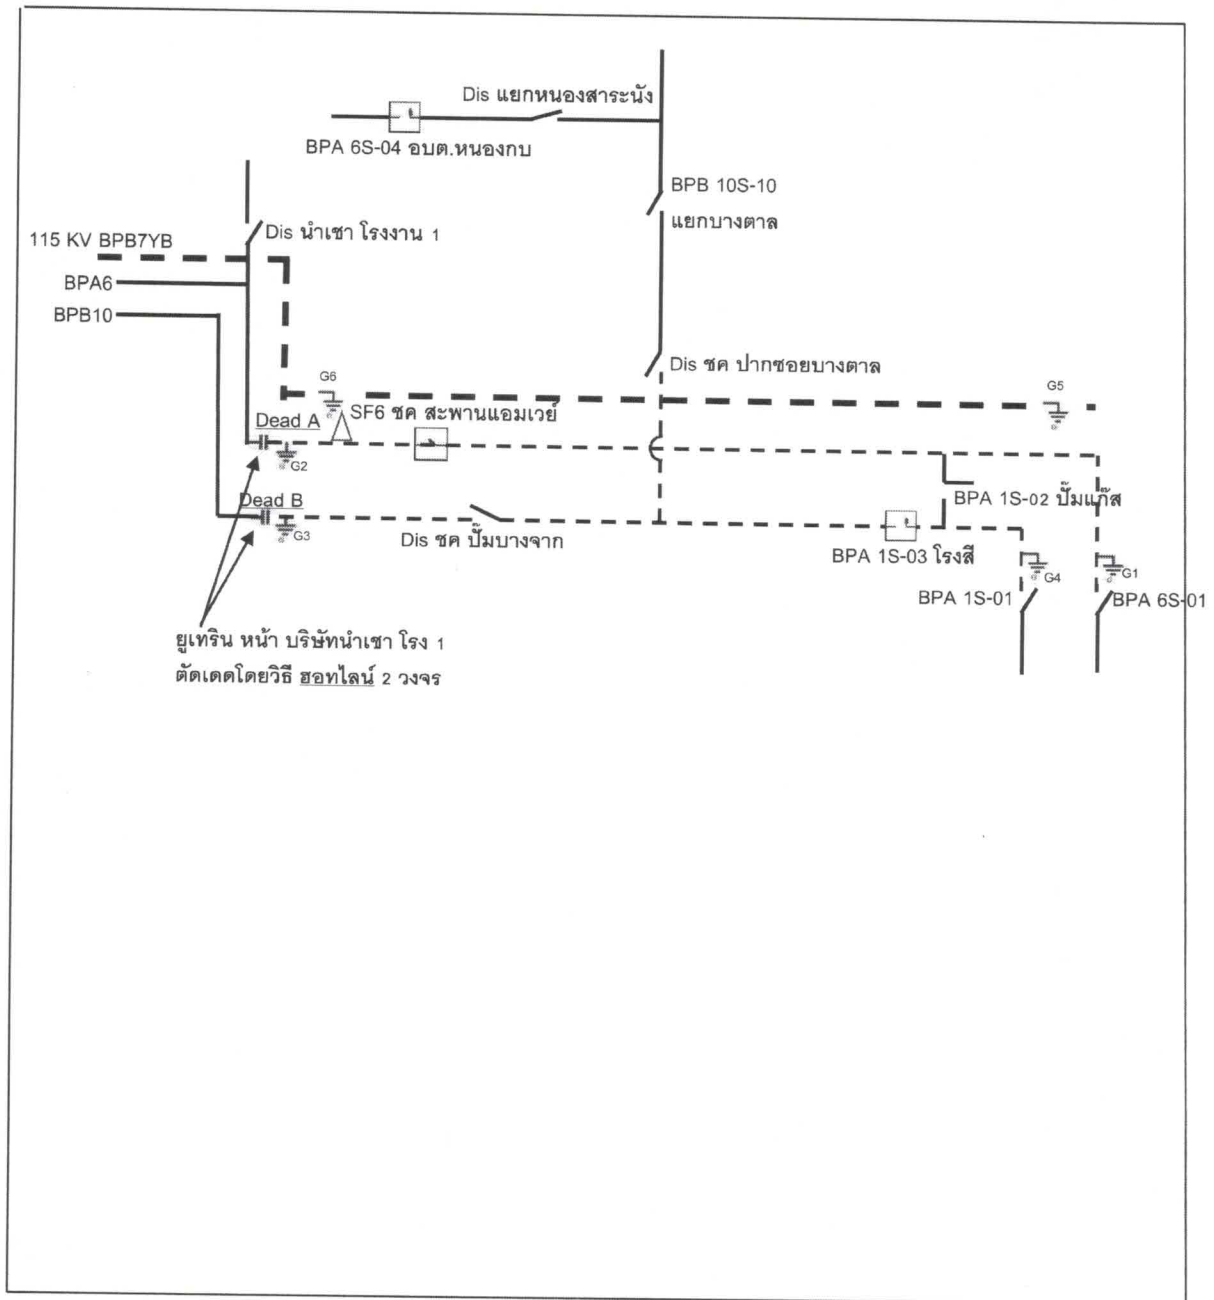 Dis แยกหนองสาระนัง
BPA 6S-04 อบต.หนองกบ
BPB 10S-10
แยกบางตาล
Dis นำเชา โรงงาน 1
115 KV BPB7YB
BPA6
BPB10
Dis ชค ปากซอยบางตาล
G6
G5
SF6 ชค สะพานแอมเวย์
Dead A
G2
Dead B
G3
BPA 1S-02 ปั๊มแก๊ส
Dis ชค ปั๊มบางจาก
BPA 1S-03 โรงสี
G4
G1
BPA 1S-01
BPA 6S-01
ยูเทริน หน้า บริษัทนำเชา โรง 1
ตัดเดดโดยวิธี ฮอทไลน์ 2 วงจร